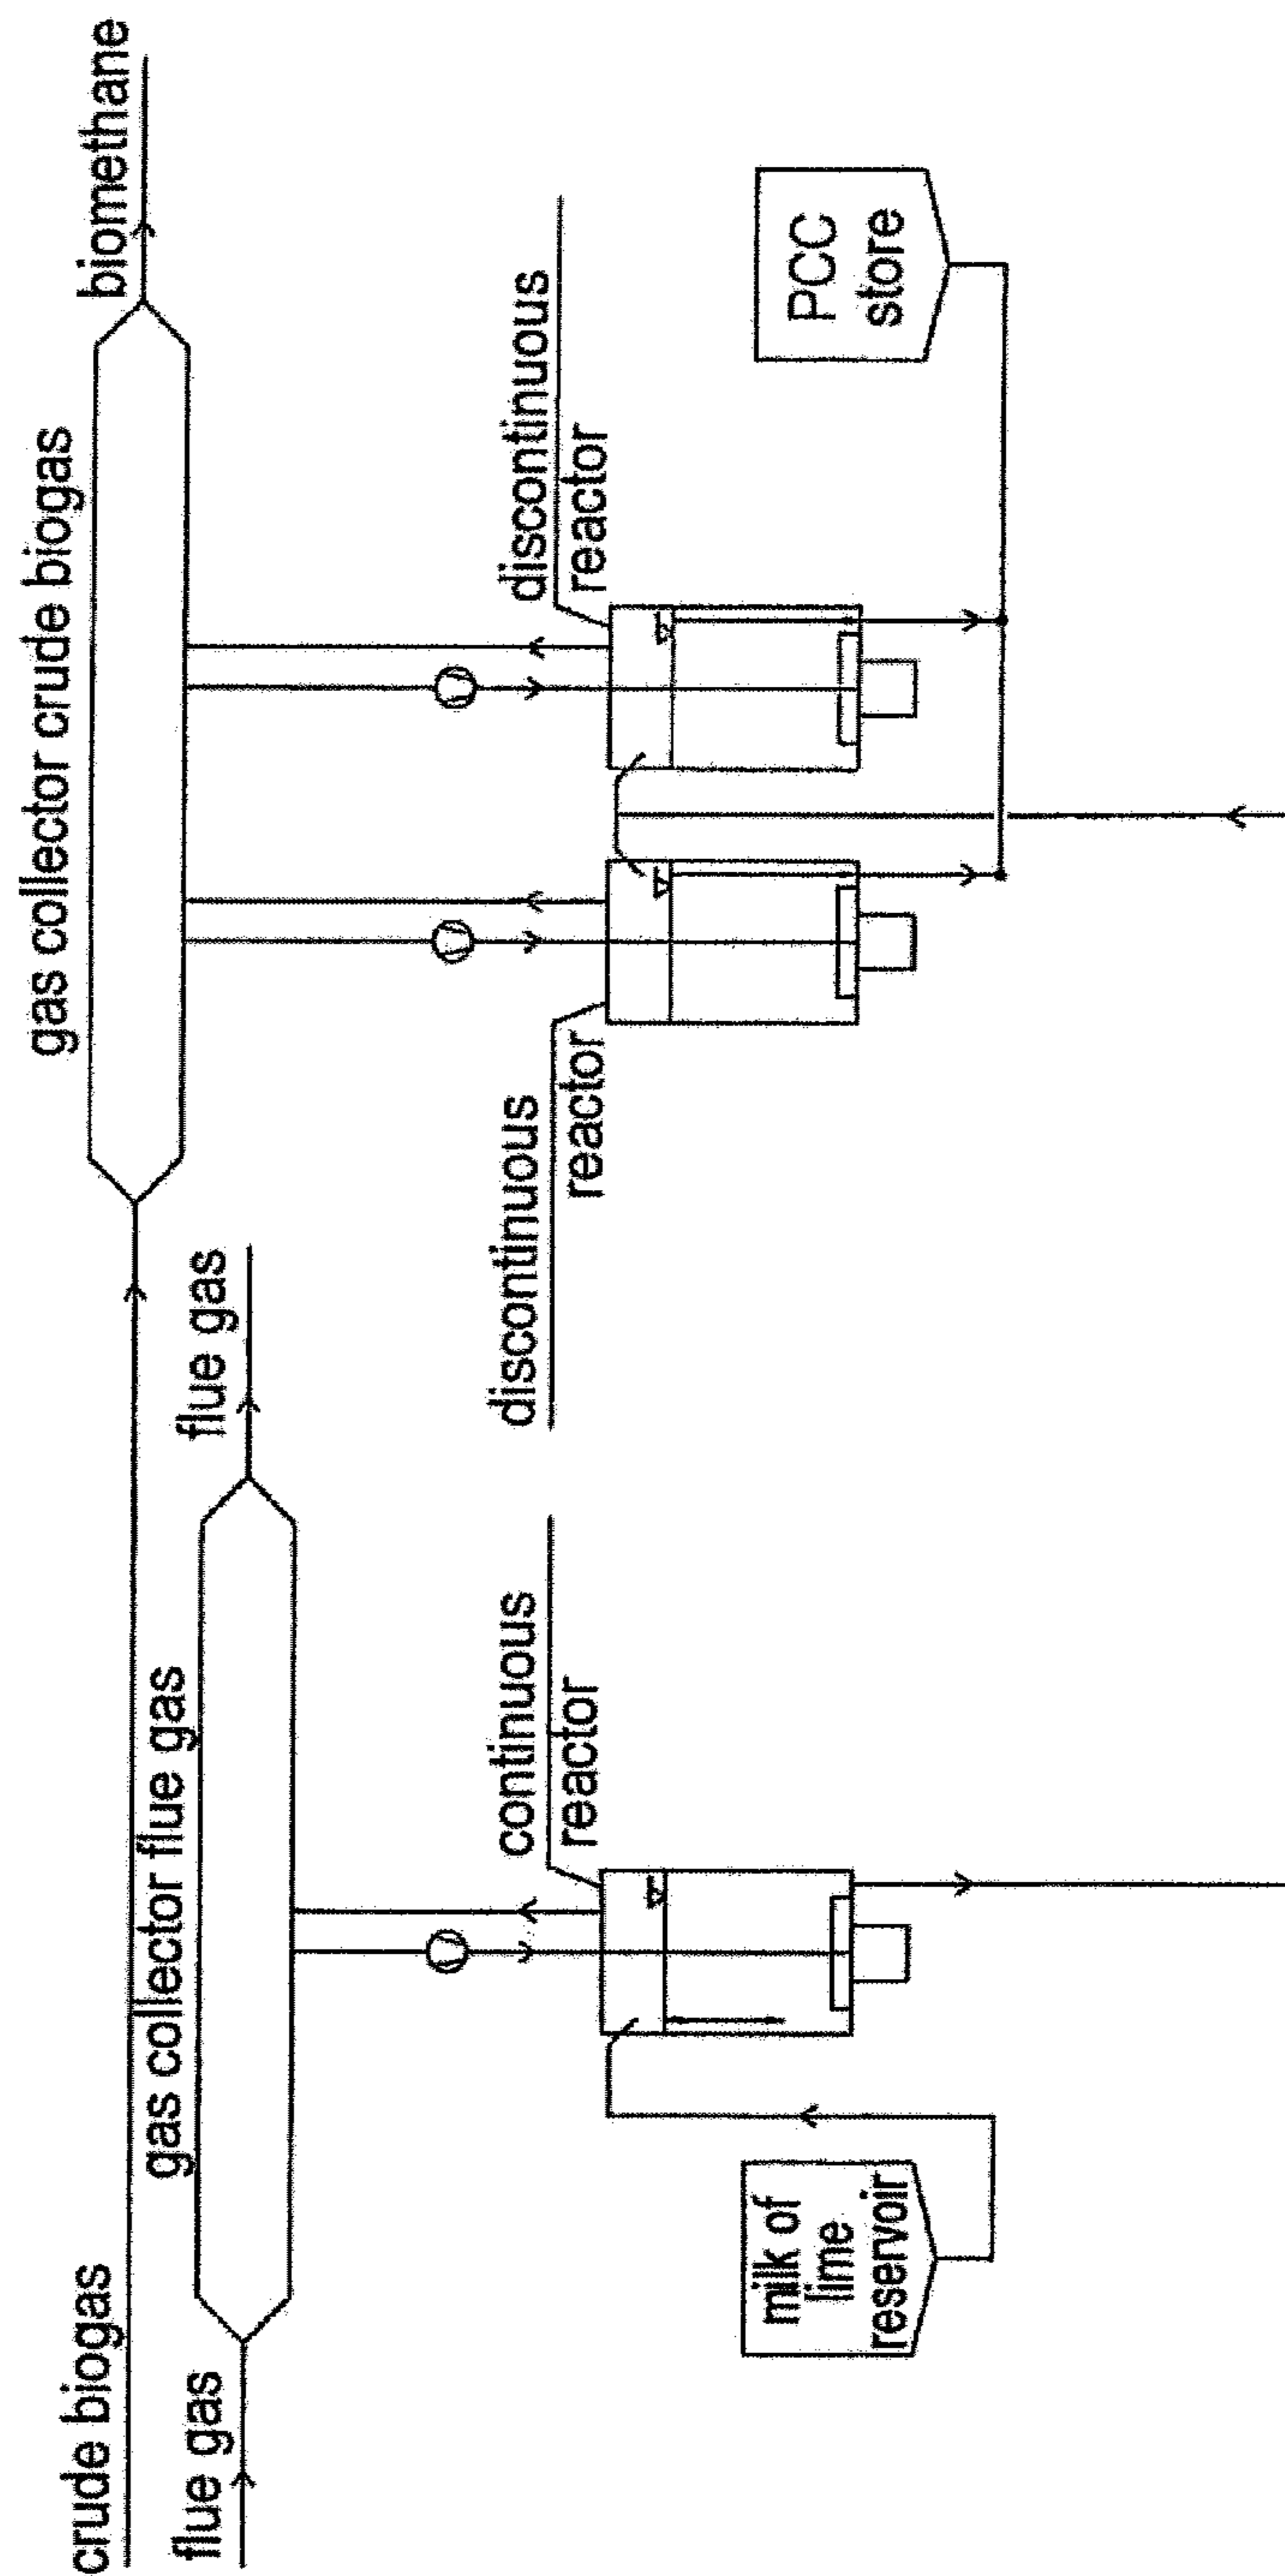 crude biogas
flue gas
gas collector flue gas
flue gas
gas collector crude biogas
biomethane
continuous
reactor
discontinuous
reactor
discontinuous
reactor
milk of
lime
reservoir
PCC
store